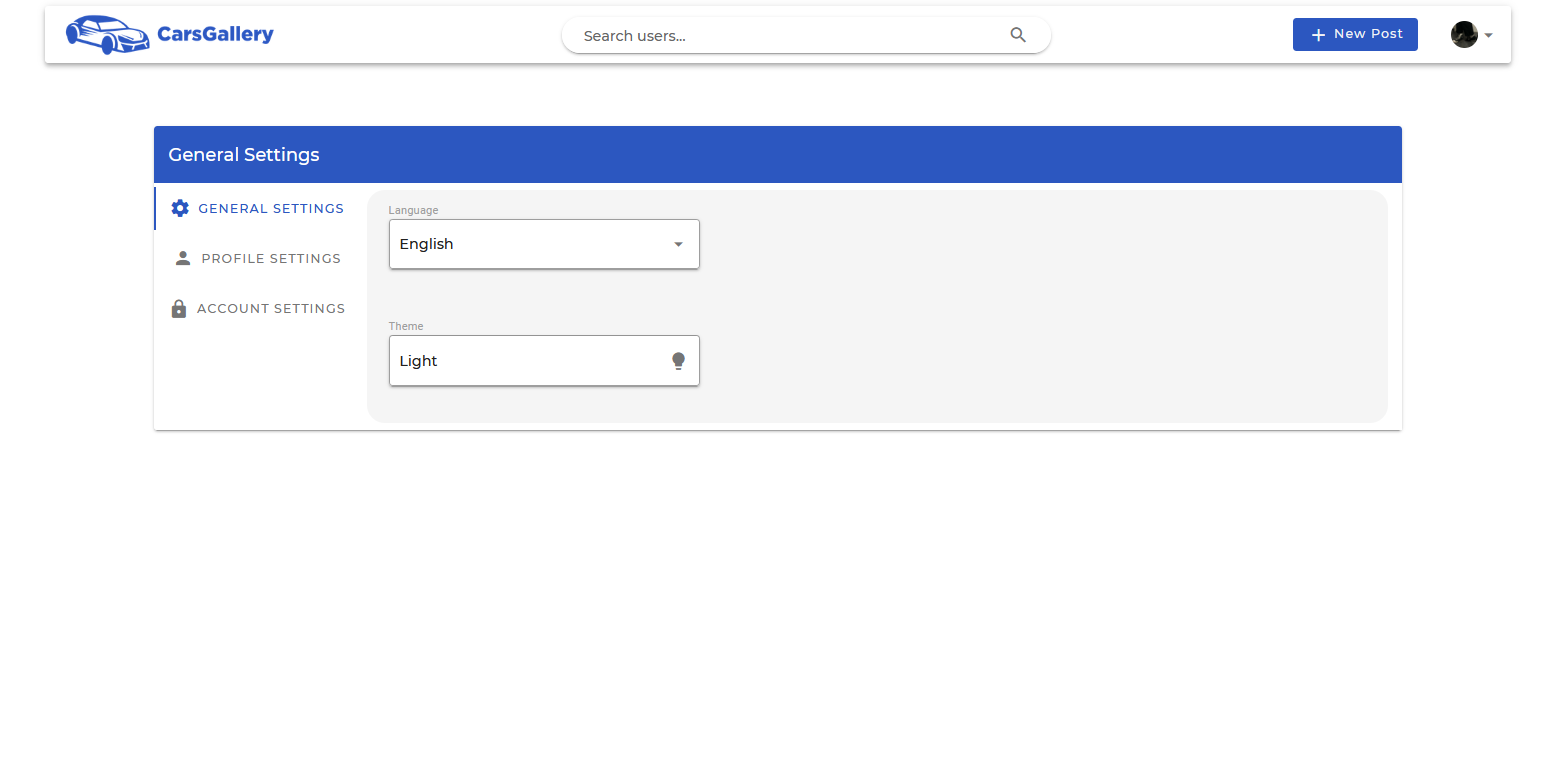 CarsGallery
Search users...
New Post
General Settings
GENERAL SETTINGS
PROFILE SETTINGS
ACCOUNT SETTINGS
Language
English
Theme
Light